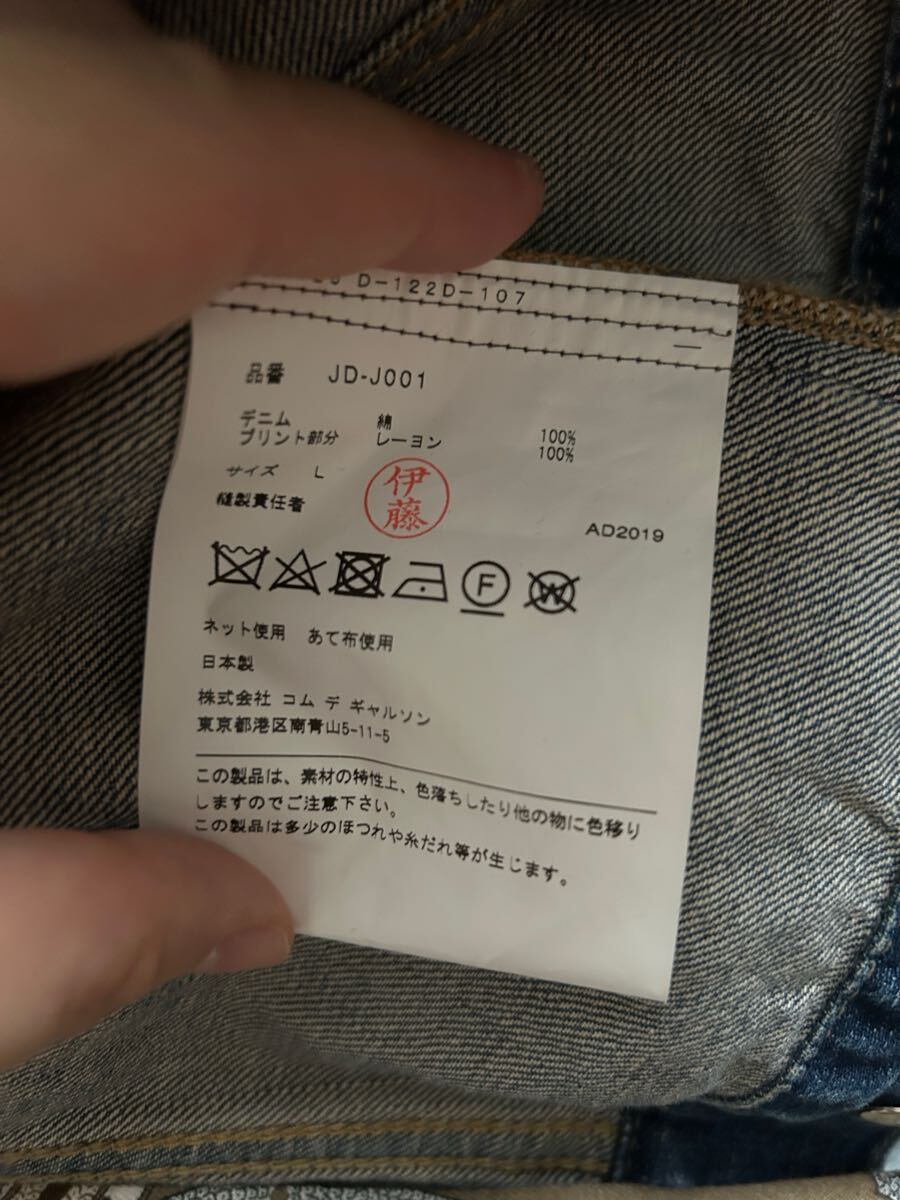 D-122D-107
品番 JD-J001
デニム 綿 100%
プリント部分 レーヨン 100%
サイズ L
縫製責任者 伊藤
AD2019
F
W
ネット使用 あて布使用
日本製
株式会社 コム デ ギャルソン
東京都港区南青山5-11-5
この製品は、素材の特性上、色落ちしたり他の物に色移り
しますのでご注意下さい。
この製品は多少のほつれや糸だれ等が生じます。